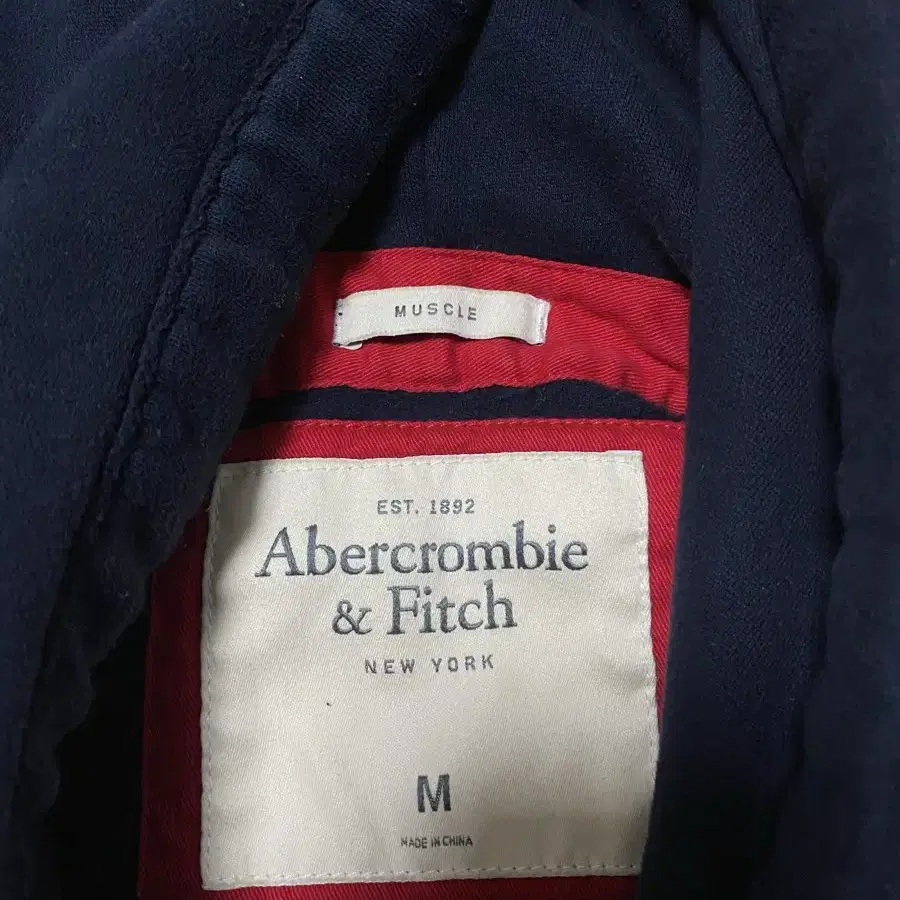 MUSCLE
EST. 1892
Abercrombie
& Fitch
NEW YORK
M
MADE IN CHINA